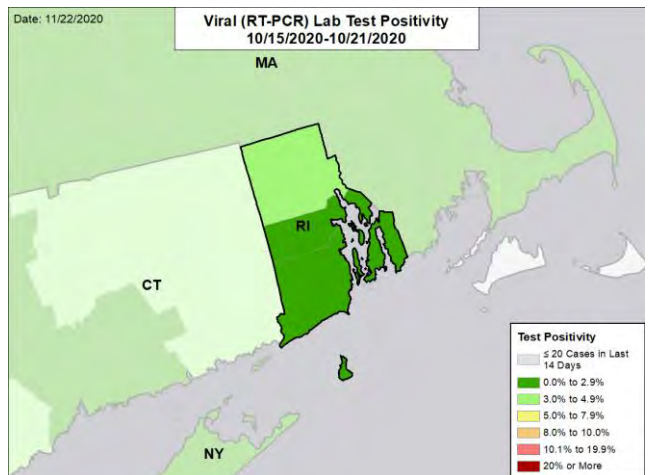 Date: 11/22/2020
Viral (RT-PCR) Lab Test Positivity
10/15/2020-10/21/2020
MA
RI
CT
NY
Test Positivity
≤ 20 Cases in Last
14 Days
0.0% to 2.9%
3.0% to 4.9%
5.0% to 7.9%
8.0% to 10.0%
10.1% to 19.9%
20% or More